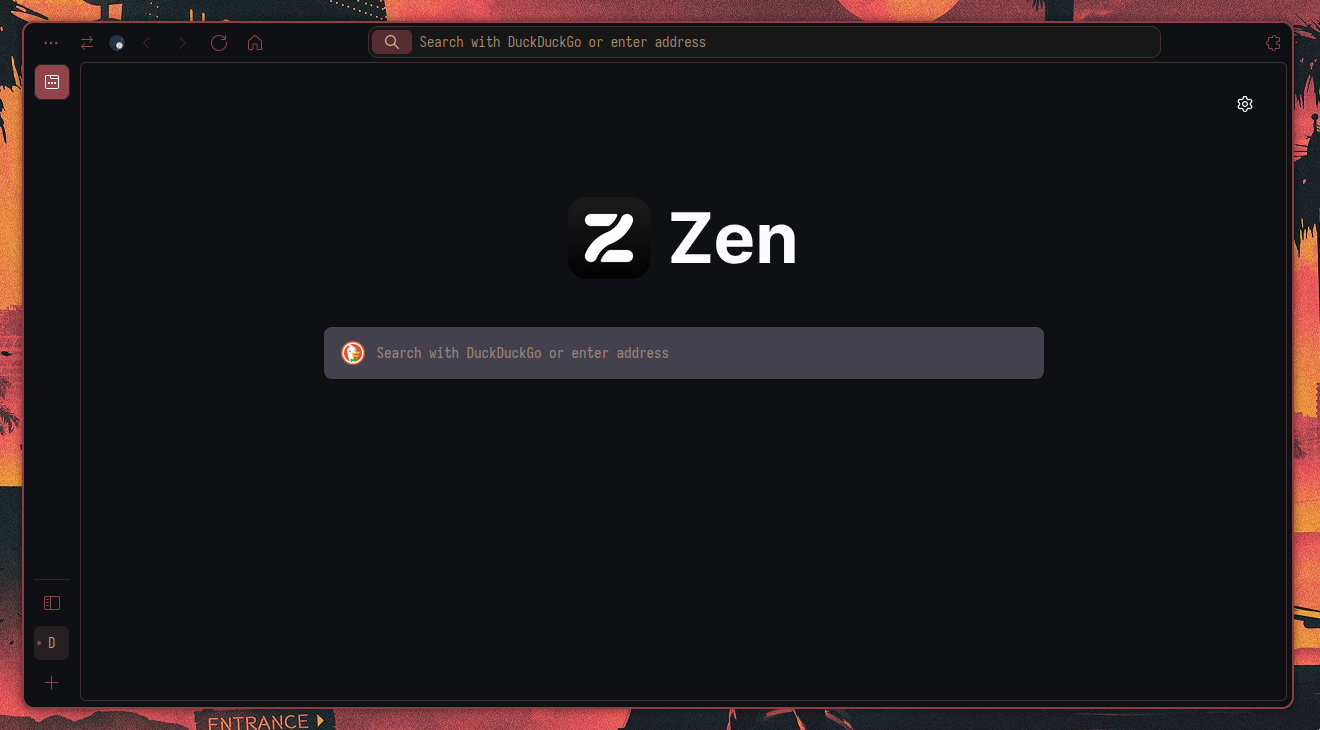 Search with DuckDuckGo or enter address
Zen
Search with DuckDuckGo or enter address
D
ENTRANCE